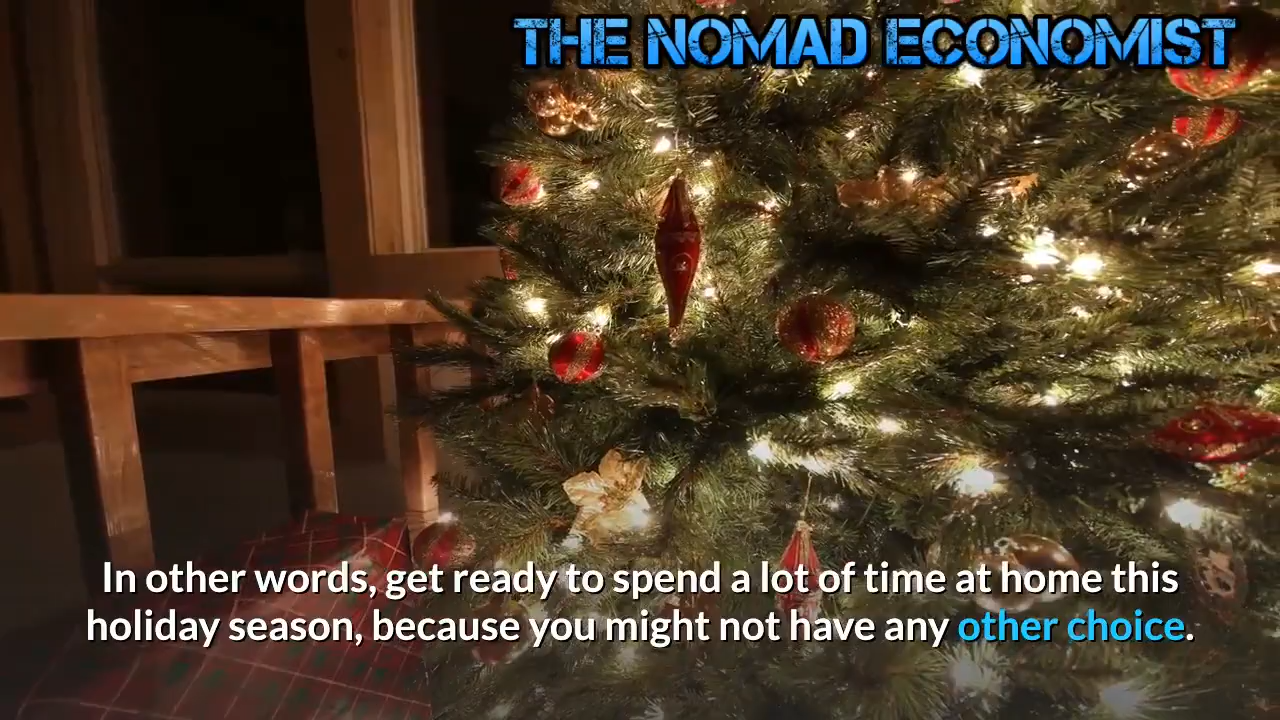 THE NOMAD ECONOMIST
In other words, get ready to spend a lot of time at home this
holiday season, because you might not have any other choice.